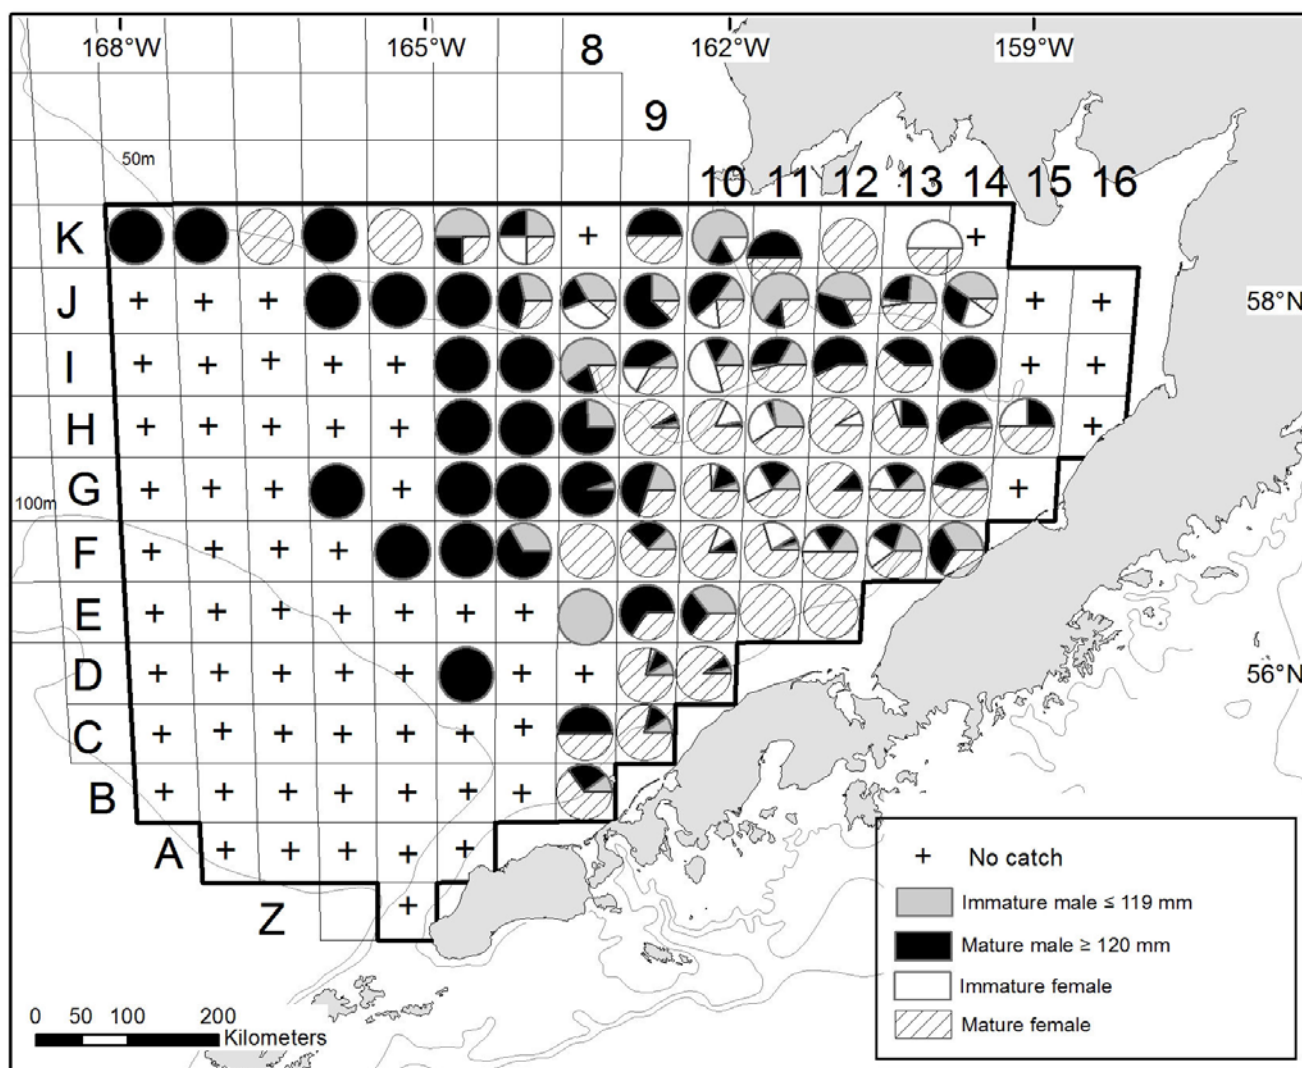 168°W 165°W 8 162°W 159°W
9
50m
10 11 12 13 14 15 16
K
J 58°N
I
H
G
100m
F
E
D 56°N
C
B
A
Z
+ No catch
Immature male ≤ 119 mm
Mature male ≥ 120 mm
Immature female
Mature female
0 50 100 200
Kilometers